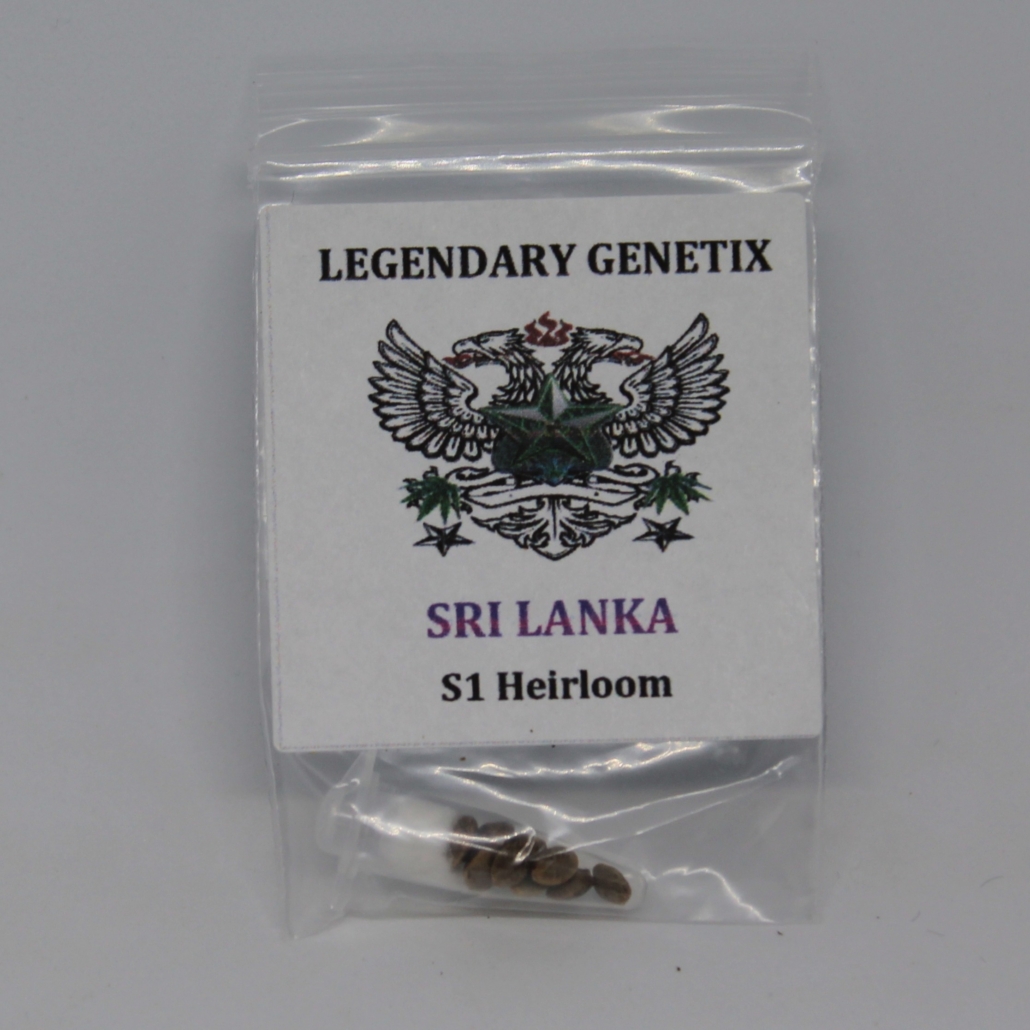 LEGENDARY GENETIX
SRI LANKA
S1 Heirloom